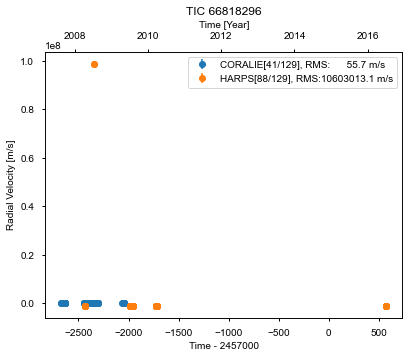 TIC 66818296
Time [Year]
2008 2010 2012 2014 2016
1e8
CORALIE[41/129], RMS: 55.7 m/s
HARPS[88/129], RMS:10603013.1 m/s
1.0
0.8
0.6
0.4
0.2
0.0
Radial Velocity [m/s]
−2500 −2000 −1500 −1000 −500 0 500
Time - 2457000